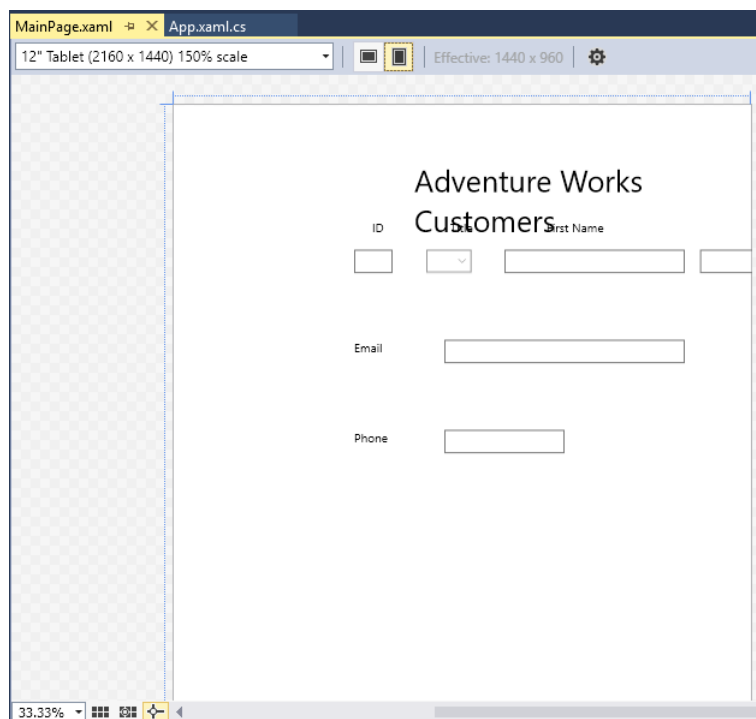 MainPage.xaml App.xaml.cs
12" Tablet (2160 x 1440) 150% scale Effective: 1440 x 960
Adventure Works
Customers
ID Title First Name
Email
Phone
33.33%